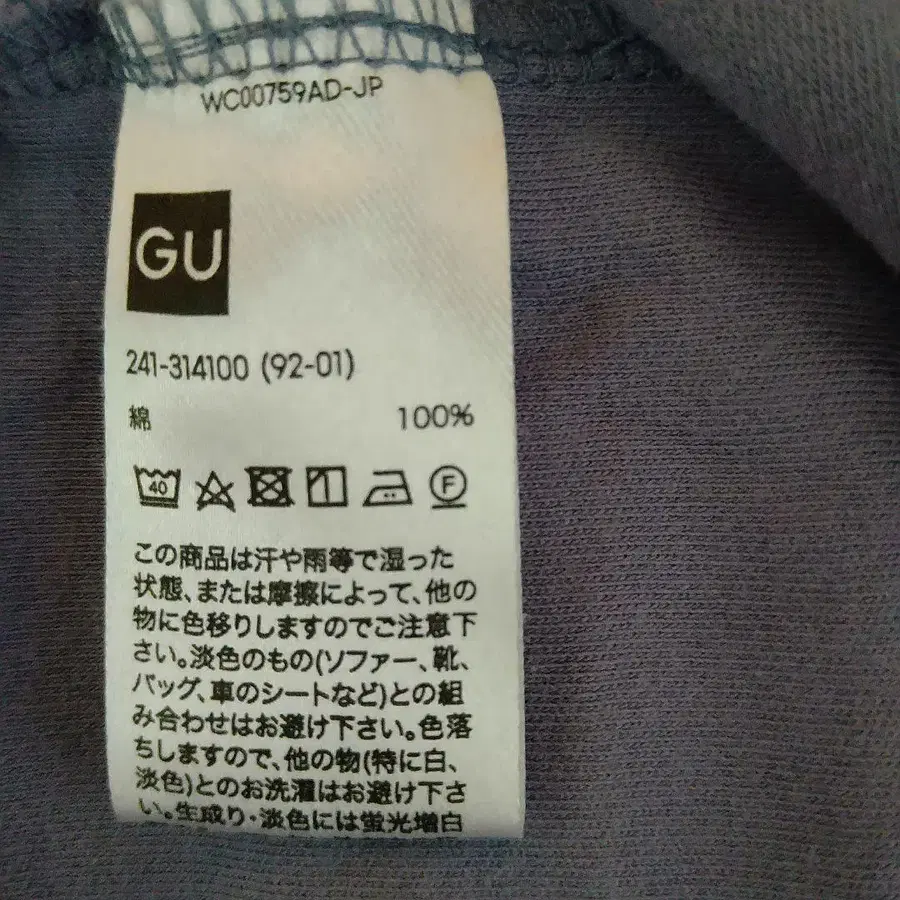 WC00759AD-JP
GU
241-314100 (92-01)
綿 100%
40 F
この商品は汗や雨等で湿った
状態、または摩擦によって、他の
物に色移りしますのでご注意下
さい。淡色のもの(ソファー、靴、
バッグ、車のシートなど)との組
み合わせはお避け下さい。色落
ちしますので、他の物(特に白、
淡色)とのお洗濯はお避け下さ
い。生成り・淡色には蛍光増白